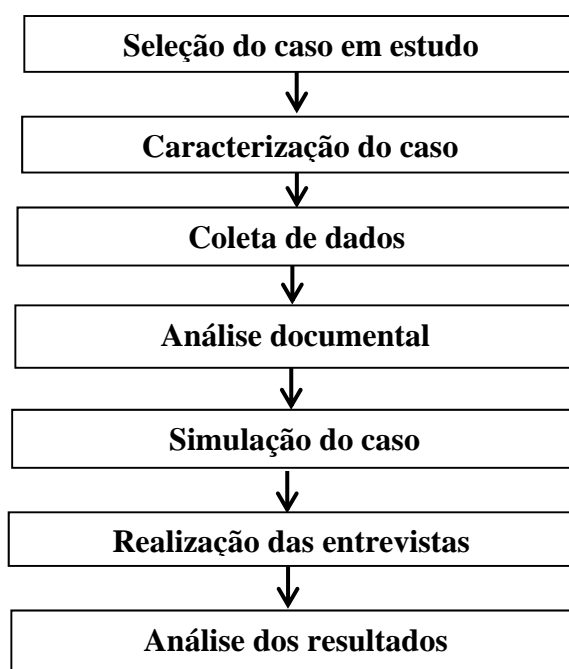 Seleção do caso em estudo
Caracterização do caso
Coleta de dados
Análise documental
Simulação do caso
Realização das entrevistas
Análise dos resultados